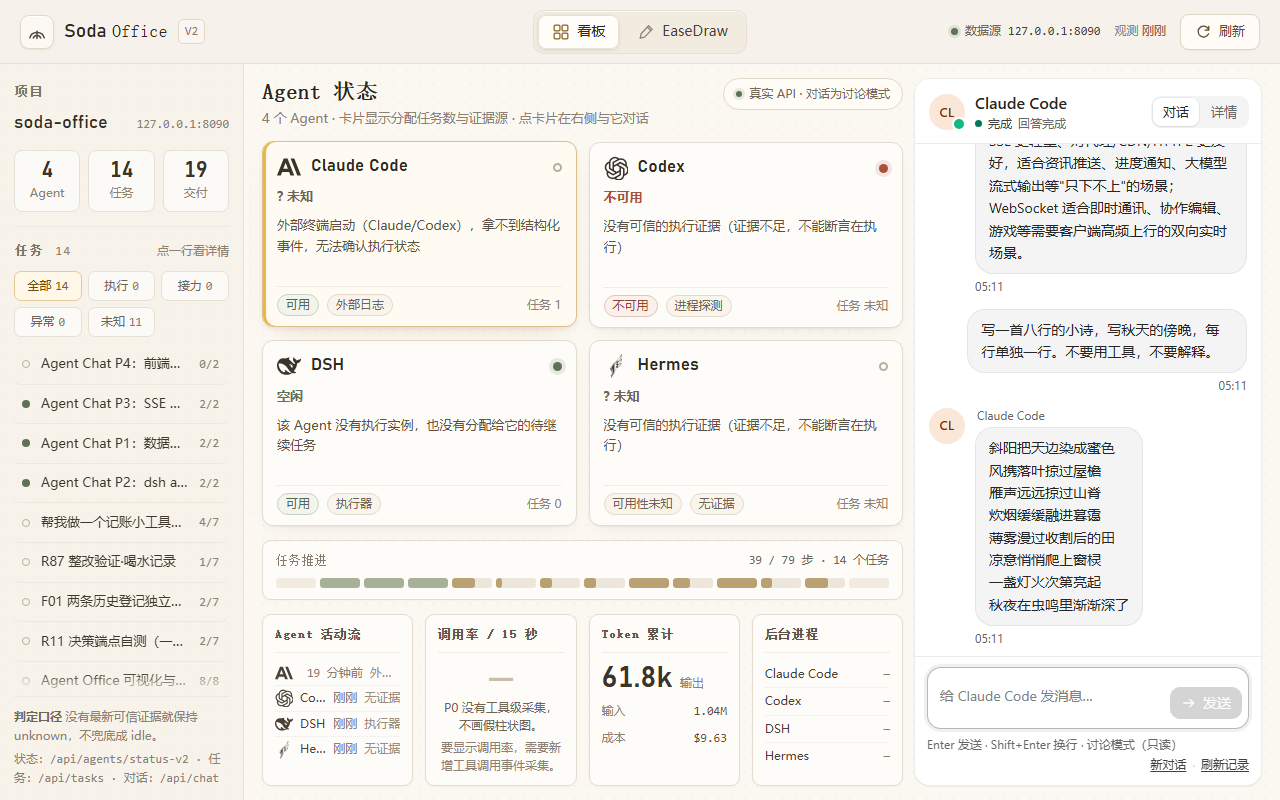 Soda Office V2
看板
EaseDraw
数据源 127.0.0.1:8090 观测 刚刚
刷新
项目
soda-office 127.0.0.1:8090
4 Agent
14 任务
19 交付
任务 14 点一行看详情
全部 14
执行 0
接力 0
异常 0
未知 11
Agent Chat P4：前端… 0/2
Agent Chat P3：SSE … 2/2
Agent Chat P1：数据… 2/2
Agent Chat P2：dsh a… 2/2
帮我做一个记账小工具… 4/7
R87 整改验证·喝水记录 1/7
F01 两条历史登记独立… 2/7
R11 决策端点自测（一… 2/7
Agent Office 可视化与… 8/8
判定口径 没有最新可信证据就保持
unknown，不兜底成 idle。
状态：/api/agents/status-v2 · 任
务：/api/tasks · 对话：/api/chat
Agent 状态
4 个 Agent · 卡片显示分配任务数与证据源 · 点卡片在右侧与它对话
真实 API · 对话为讨论模式
Claude Code
? 未知
外部终端启动（Claude/Codex），拿不到结构化
事件，无法确认执行状态
可用 外部日志 任务 1
Codex
不可用
没有可信的执行证据（证据不足，不能断言在执
行）
不可用 进程探测 任务 未知
DSH
空闲
该 Agent 没有执行实例，也没有分配给它的待继
续任务
可用 执行器 任务 0
Hermes
? 未知
没有可信的执行证据（证据不足，不能断言在执
行）
可用性未知 无证据 任务 未知
任务推进 39 / 79 步 · 14 个任务
Agent 活动流
19 分钟前 外…
Co… 刚刚 无证据
DSH 刚刚 执行器
He… 刚刚 无证据
调用率 / 15 秒
—
P0 没有工具级采集，
不画假柱状图。
要显示调用率，需要新
增工具调用事件采集。
Token 累计
61.8k 输出
输入 1.04M
成本 $9.63
后台进程
Claude Code –
Codex –
DSH –
Hermes –
CL
Claude Code
完成 回答完成
对话
详情
好，适合资讯推送、进度通知、大模型
流式输出等"只下不上"的场景；
WebSocket 适合即时通讯、协作编辑、
游戏等需要客户端高频上行的双向实时
场景。
05:11
写一首八行的小诗，写秋天的傍晚，每
行单独一行。不要用工具，不要解释。
05:11
CL
Claude Code
斜阳把天边染成蜜色
风携落叶掠过屋檐
雁声远远掠过山脊
炊烟缓缓融进暮霭
薄雾漫过收割后的田
凉意悄悄爬上窗棂
一盏灯火次第亮起
秋夜在虫鸣里渐渐深了
05:11
给 Claude Code 发消息…
发送
Enter 发送 · Shift+Enter 换行 · 讨论模式（只读）
新对话 · 刷新记录